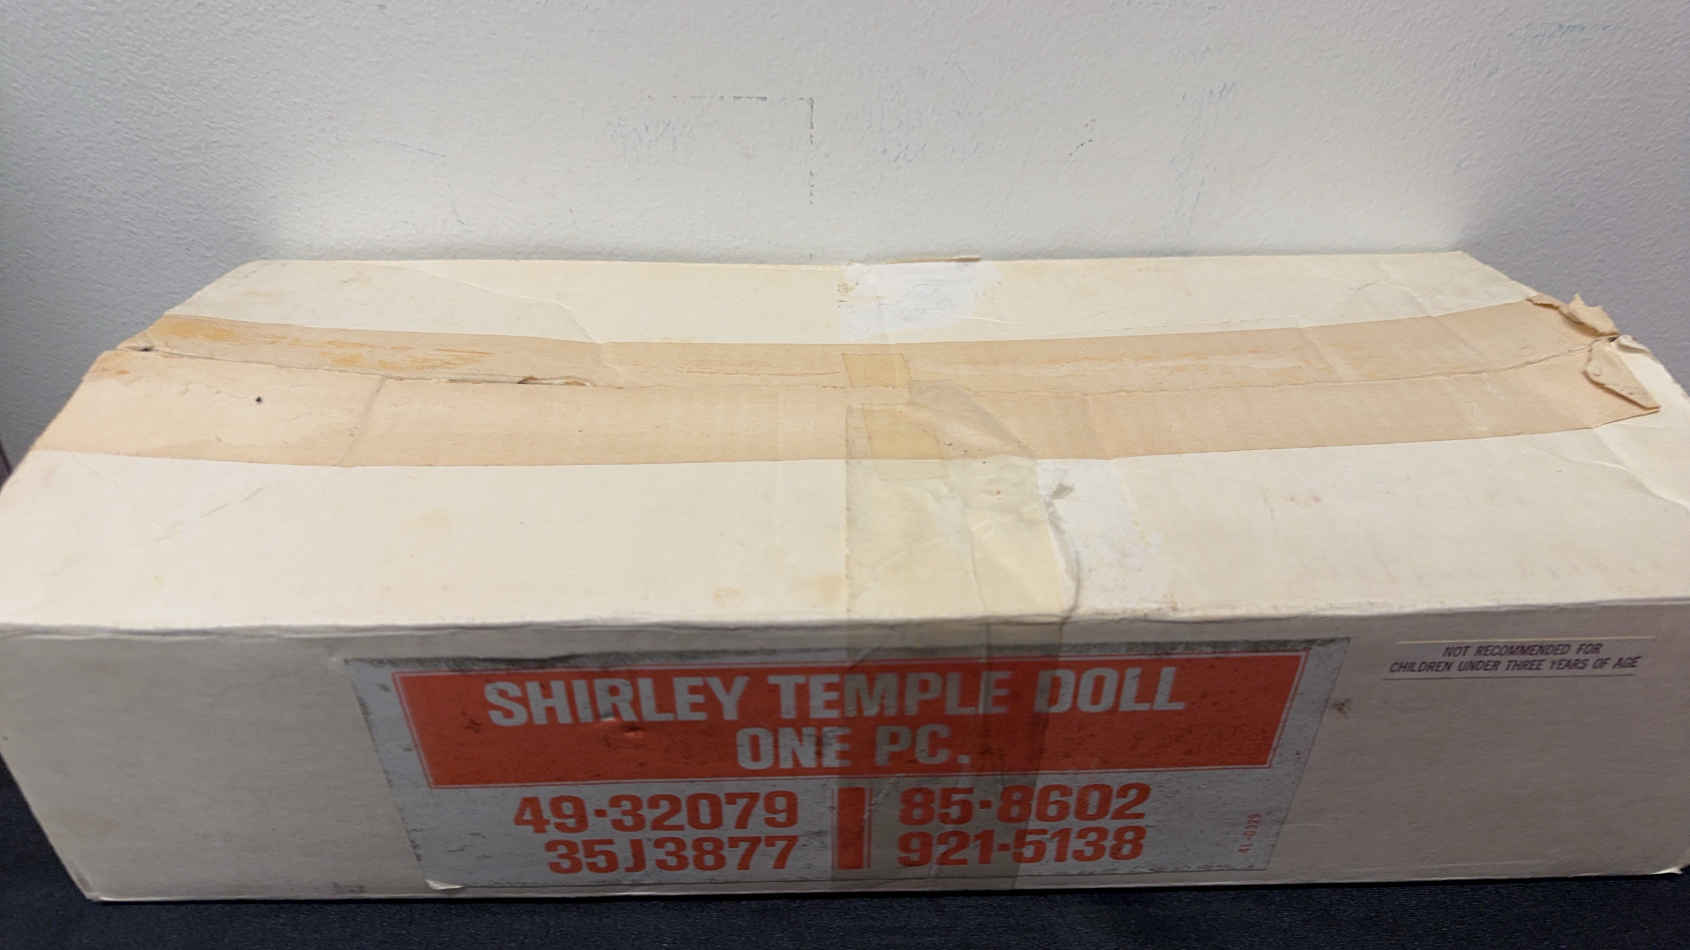 SHIRLEY TEMPLE DOLL
ONE PC.
49-32079
35J3877
85-8602
921-5138
NOT RECOMMENDED FOR
CHILDREN UNDER THREE YEARS OF AGE